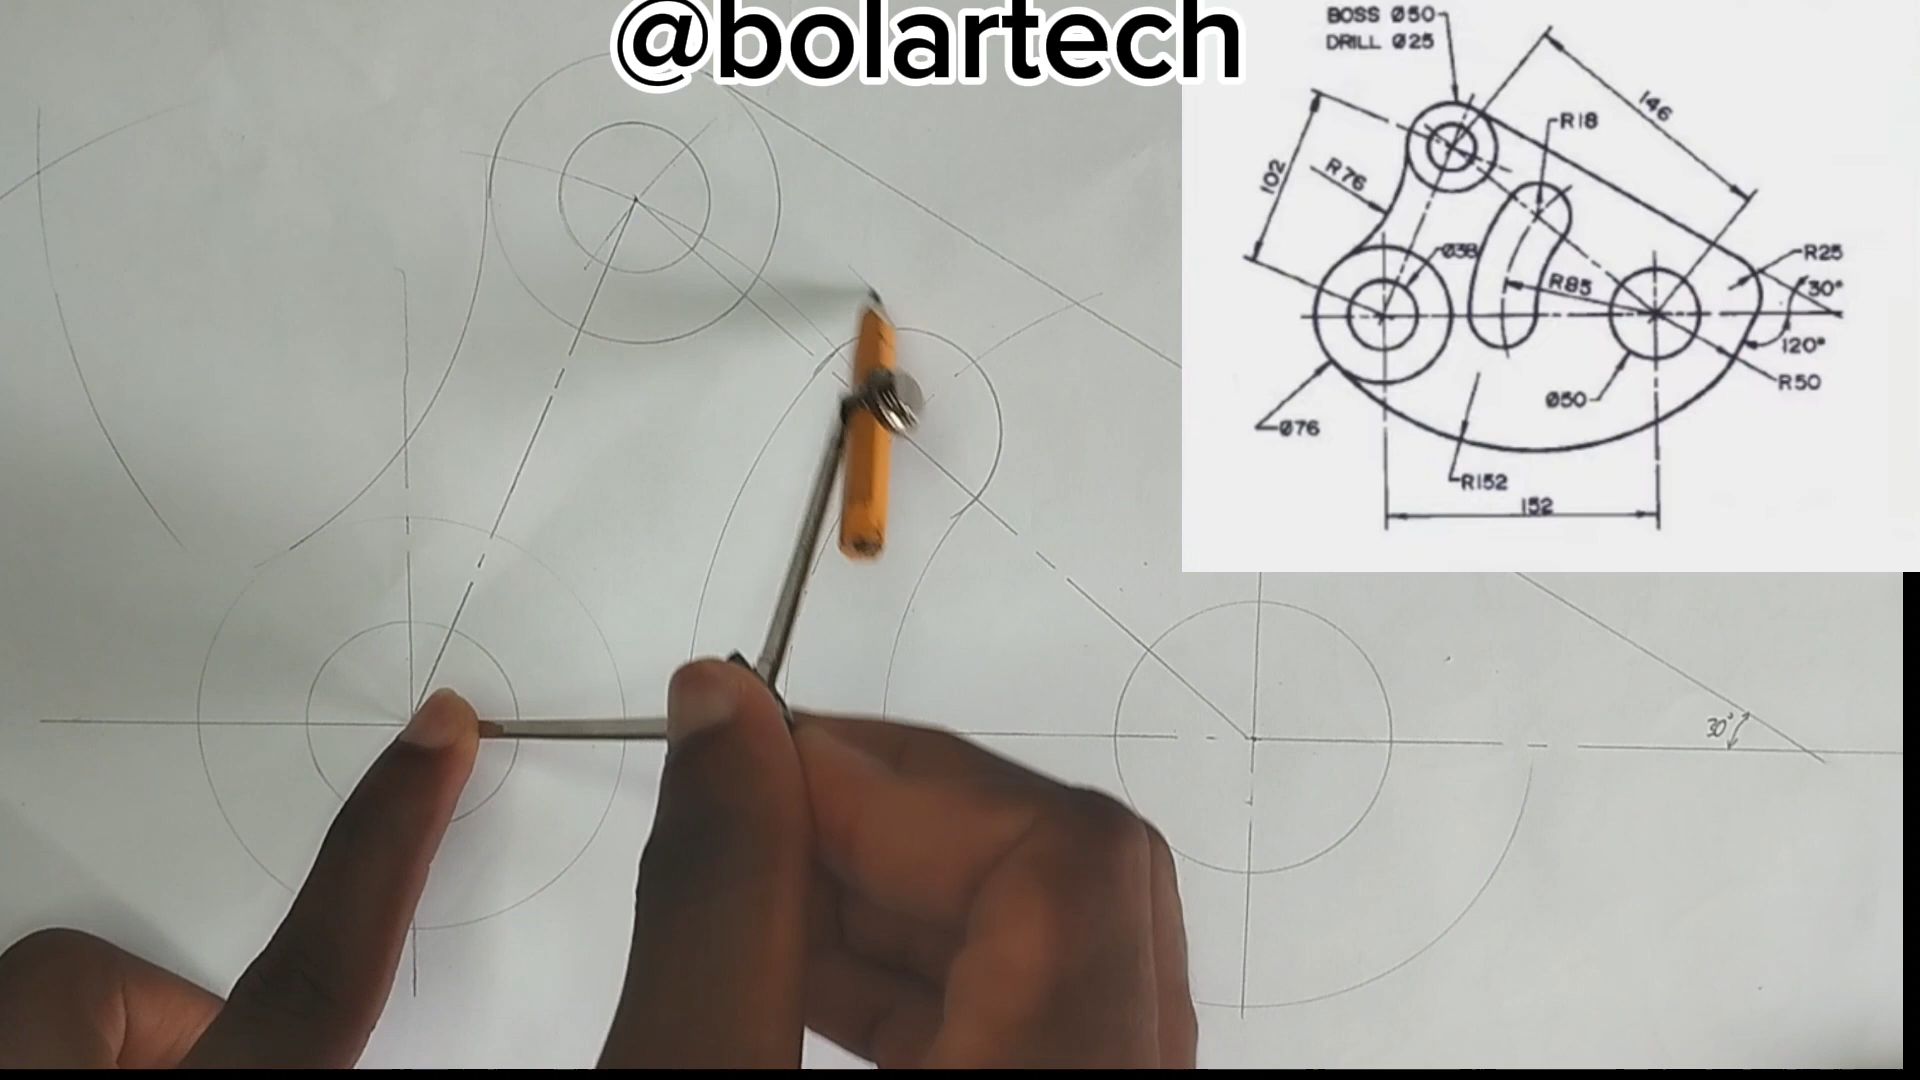 @bolartech
BOSS Ø50
DRILL Ø25
146
R18
102
R76
Ø38
R85
R25
30°
120°
R50
Ø50
Ø76
R152
152
30°